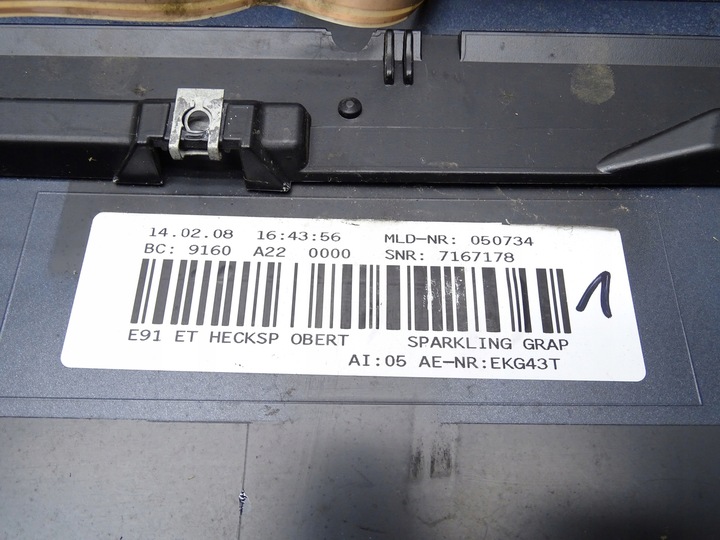 14.02.08 16:43:56 MLD-NR: 050734
BC: 9160 A22 0000 SNR: 7167178
E91 ET HECKSP OBERT SPARKLING GRAP
AI:05 AE-NR:EKG43T
1